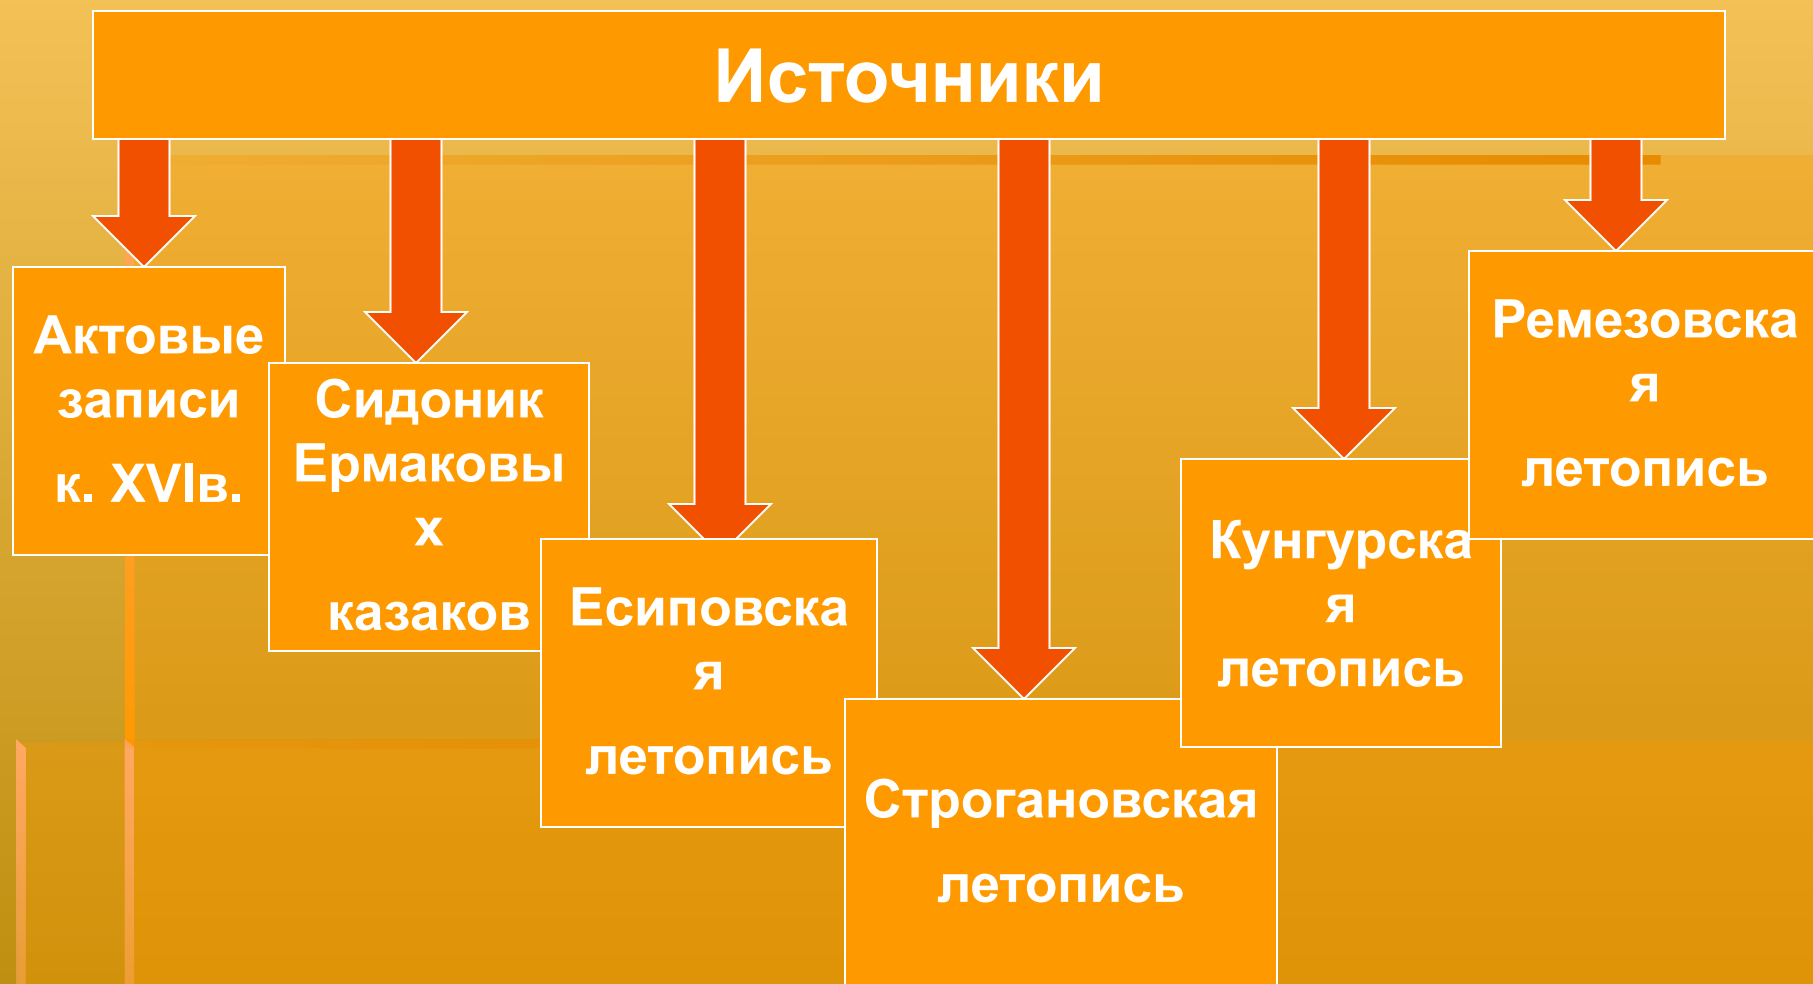 Источники
Актовые
записи
к. XVIв.
Сидоник
Ермаковы
х
казаков
Есиповска
я
летопись
Строгановская
летопись
Кунгурска
я
летопись
Ремезовска
я
летопись